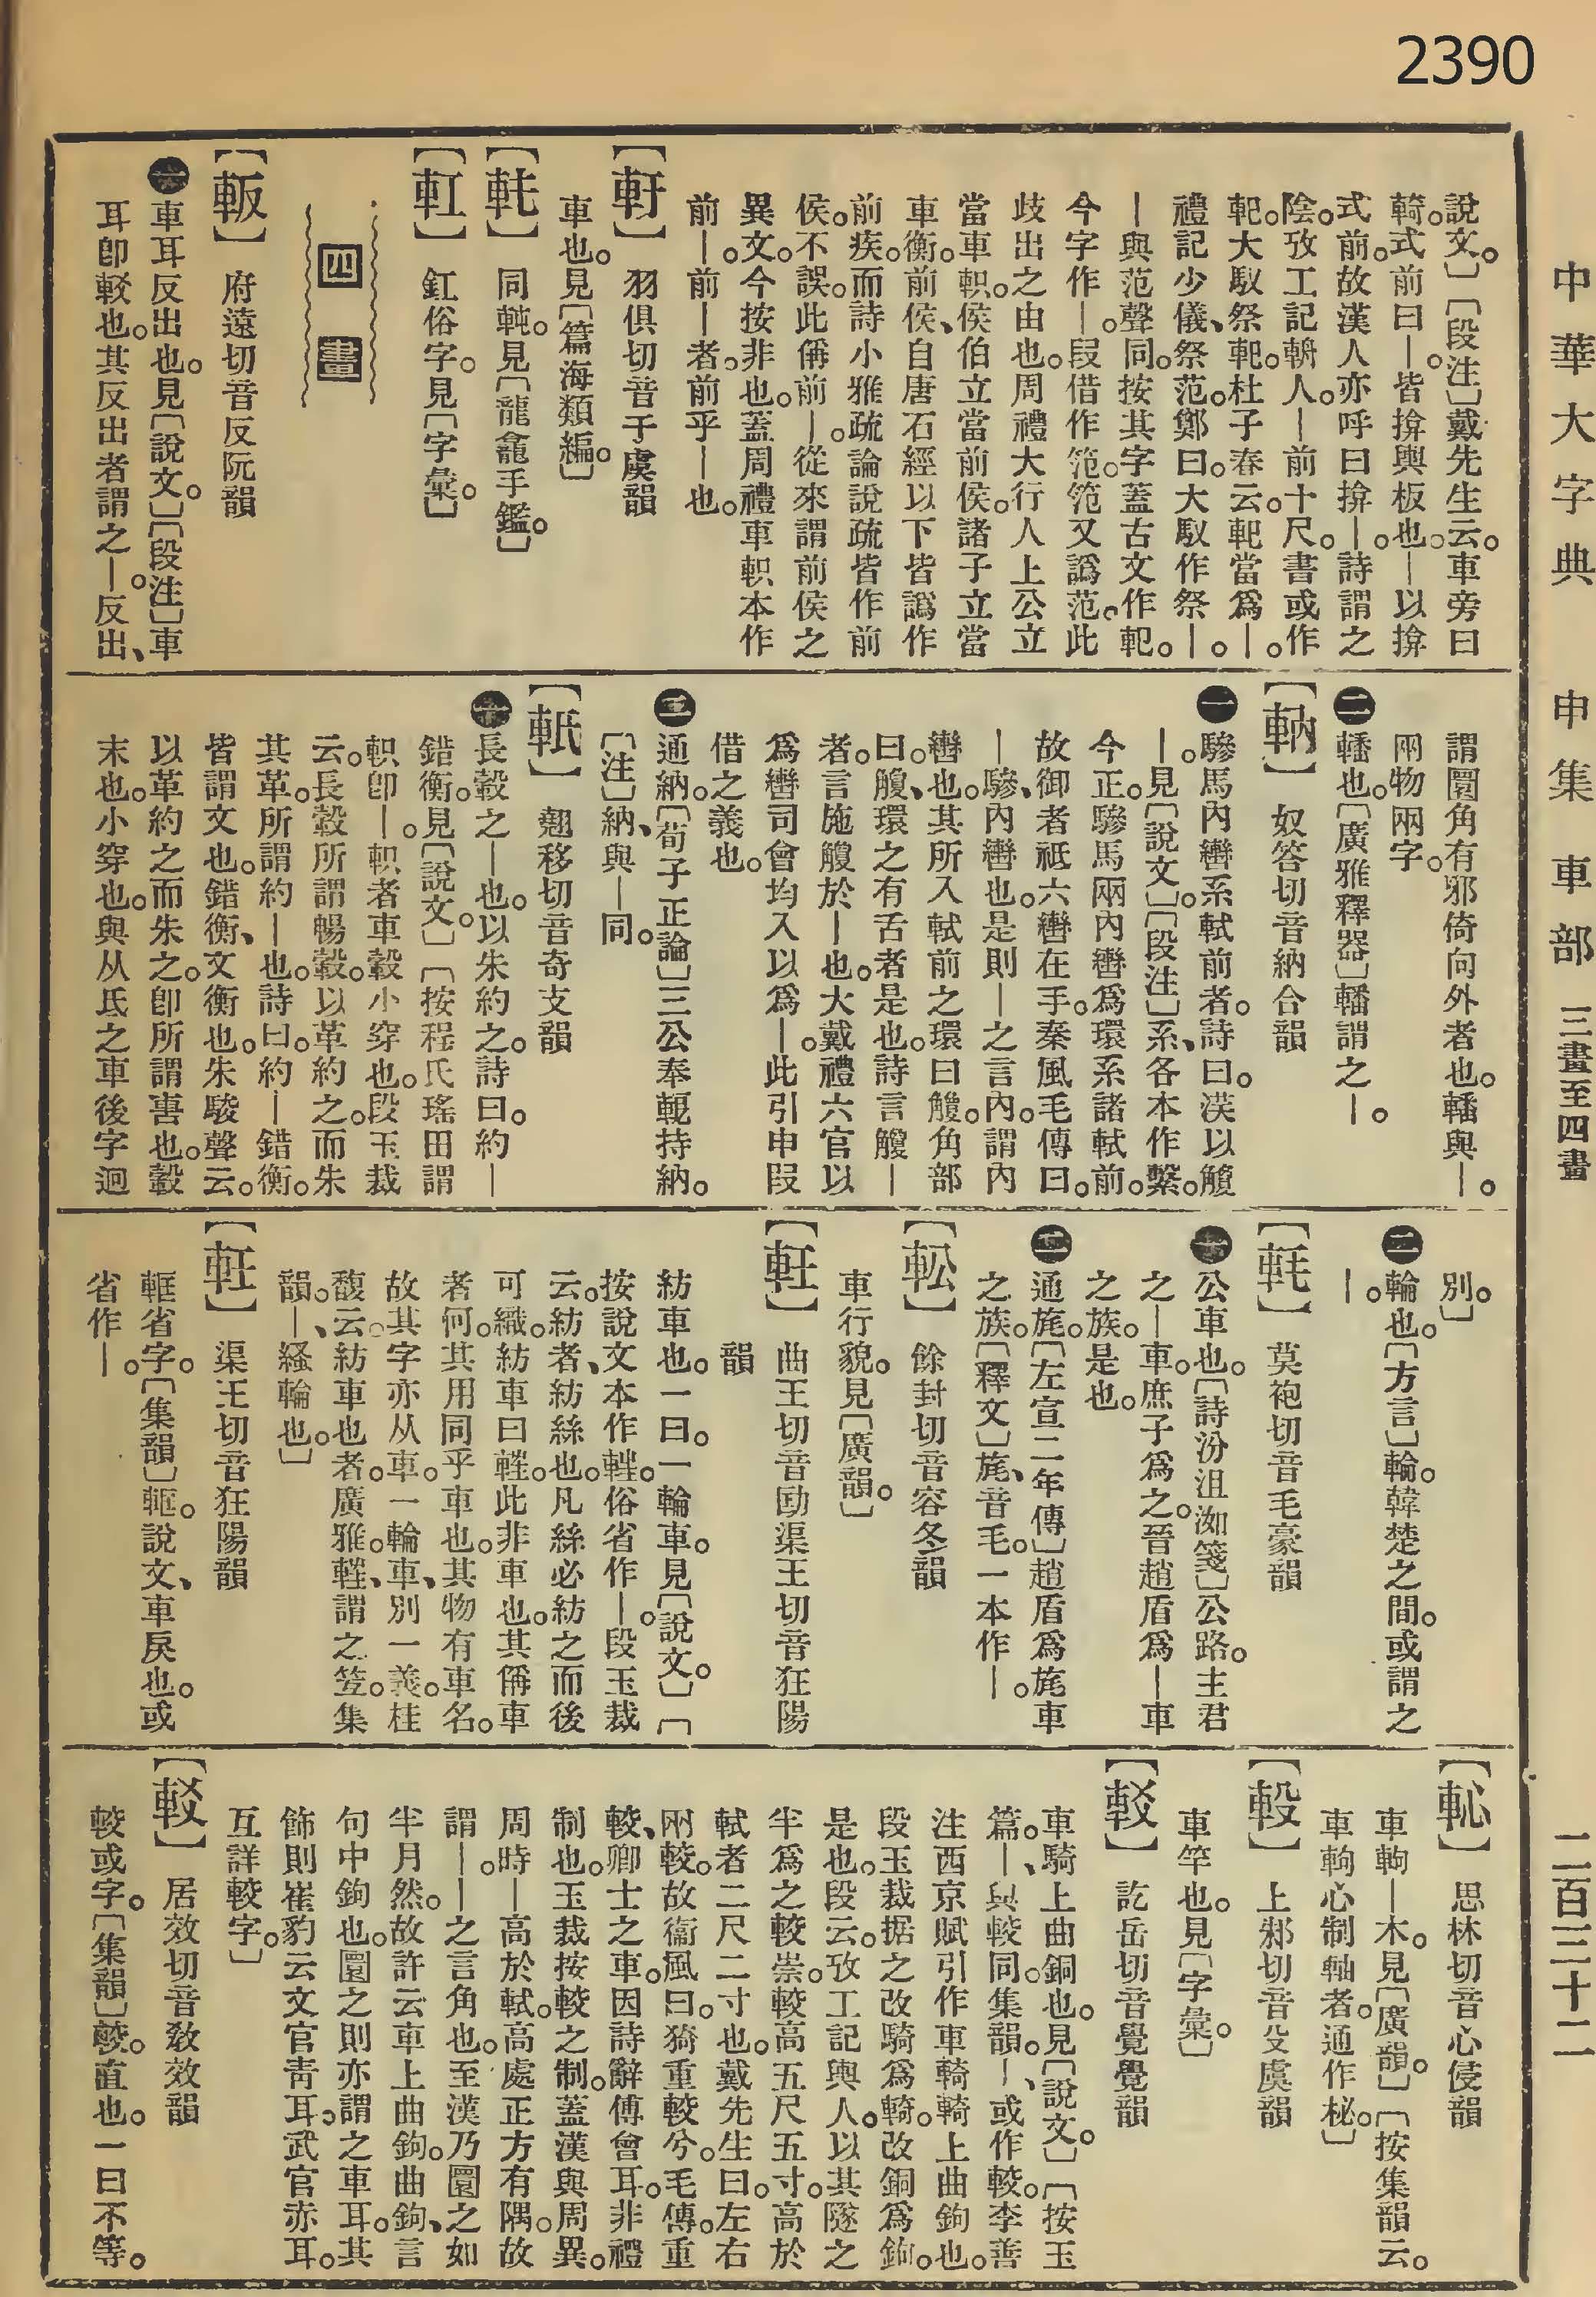 2390
中華大字典　申集　車部　三畫至四畫　二百三十二
說文。〕〔段注〕戴先生云。車旁曰
輢。式前曰—。皆揜輿板也。—以揜
式前。故漢人亦呼曰揜—。詩謂之
陰。攷工記輈人。—前十尺。書或作
軓。大馭祭軓。杜子春云。軓當爲—。
禮記少儀、祭范。鄭曰。大馭作祭—。
—與范聲同。按其字蓋古文作軓。
今字作—。段借作笵。笵又譌范。此
歧出之由也。周禮大行人上公立
當車軹。侯伯立當前侯。諸子立當
車衡。前侯、自唐石經以下皆譌作
前疾。而詩小雅疏論說疏皆作前
侯。不誤。此偁前—。從來謂前侯之
異文。今按非也。蓋周禮車軹本作
前—。前—者。前乎—也。
【軒】　羽俱切音于虞韻
車也。見〔篇海類編。〕
【𨊱】　同軘。見〔龍龕手鑑。〕
【軖】　釭俗字。見〔字彙。〕
四畫
【軬】　府遠切音反阮韻
㊀車耳反出也。見〔說文。〕〔段注〕車
耳卽較也。其反出者謂之—。反出、
謂圜角有邪倚向外者也。轓與—。
兩物兩字。
㊁轓也。〔廣雅釋器〕轓謂之—。
【軜】　奴答切音納合韻
㊀驂馬內轡系軾前者。詩曰。渶以觼
—。見〔說文。〕〔段注〕系、各本作繫。
今正。驂馬兩內轡爲環系諸軾前。
故御者祗六轡在手。秦風毛傳曰。
—驂、內轡也。是則—之言內。謂內
轡也。其所入軾前之環曰觼。角部
曰。觼、環之有舌者是也。詩言觼—
者。言施觼於—也。大戴禮六官以
爲轡司會均入以爲—。此引申叚
借之義也。
㊁通納。〔荀子正論〕三公奉軶持納。
〔注〕納、與—同。
【軝】　翹移切音奇支韻
㊀長轂之—也。以朱約之。詩曰。約—
錯衡。見〔說文。〕〔按程氏瑤田謂
軹卽—。軹者車轂小穿也。段玉裁
云。長轂所謂暢轂。以革約之。而朱
其革。所謂約—也。詩曰。約—錯衡。
皆謂文也。錯衡、文衡也。朱駿聲云。
以革約之而朱之。卽所謂軎也。轂
末也。小穿也。與从氐之車後字迥
別。〕
㊁輪也。〔方言〕輪。韓楚之間。或謂之
—。
【軞】　莫袍切音毛豪韻
㊀公車也。〔詩汾沮洳箋〕公路。主君
之—車。庶子爲之。晉趙盾爲—車
之族。是也。
㊁通旄。〔左宣二年傳〕趙盾爲旄車
之族。〔釋文〕旄、音毛。一本作—。
【䡆】　餘封切音容冬韻
車行貌。見〔廣韻。〕
【軖】　曲王切音劻渠王切音狂陽
韻
紡車也。一曰。一輪車。見〔說文。〕〔
按說文本作𨋕。俗省作—。段玉裁
云。紡者、紡絲也。凡絲必紡之而後
可織。紡車曰𨋕。此非車也。其偁車
者何。其用同乎車也。其物有車名。
故其字亦从車。一輪車、別一義。桂
馥云。紡車也者。廣雅。軖、謂之䇭。集
韻。—、繅輪也。〕
【軖】　渠王切音狂陽韻
軭省字。〔集韻〕軭。說文、車戾也。或
省作—。
【䡅】　思林切音心侵韻
車軥—木。見〔廣韻。〕〔按集韻云。
車軥心制軸者。通作杺。〕
【𨋝】　上邾切音殳虞韻
車竿也。見〔字彙。〕
【䡈】　訖岳切音覺覺韻
車騎上曲銅也。見〔說文。〕〔按玉
篇。—、與較同。集韻。—、或作較。李善
注西京賦引作車輢輢上曲鉤也。
段玉裁据之改騎爲輢。改銅爲鉤。
是也。段云。攷工記輿人。以其隧之
半爲之較崇。較高五尺五寸。高於
軾者二尺二寸也。戴先生曰。左右
兩較。故衞風曰。猗重較兮。毛傳。重
較、卿士之車。因詩辭傅會耳。非禮
制也。玉裁按較之制。蓋漢與周異。
周時—高於軾。高處正方有隅。故
謂—。—之言角也。至漢乃圜之如
半月然。故許云車上曲鉤。曲鉤、言
句中鉤也。圜之則亦謂之車耳。其
飾則崔豹云文官靑耳。武官赤耳。
互詳較字。〕
【䡈】　居效切音敎效韻
較或字。〔集韻〕較。直也。一曰不等。